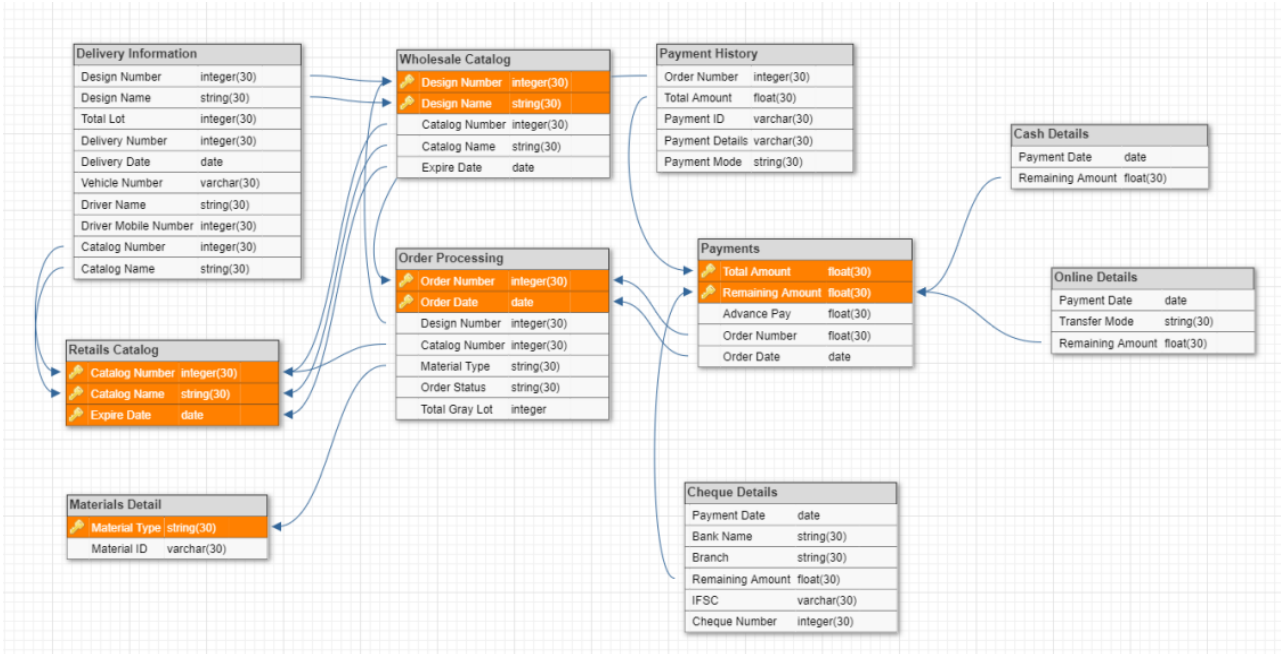 Delivery Information
Design Number integer(30)
Design Name string(30)
Total Lot integer(30)
Delivery Number integer(30)
Delivery Date date
Vehicle Number varchar(30)
Driver Name string(30)
Driver Mobile Number integer(30)
Catalog Number integer(30)
Catalog Name string(30)
Wholesale Catalog
Design Number integer(30)
Design Name string(30)
Catalog Number integer(30)
Catalog Name string(30)
Expire Date date
Payment History
Order Number integer(30)
Total Amount float(30)
Payment ID varchar(30)
Payment Details varchar(30)
Payment Mode string(30)
Cash Details
Payment Date date
Remaining Amount float(30)
Order Processing
Order Number integer(30)
Order Date date
Design Number integer(30)
Catalog Number integer(30)
Material Type string(30)
Order Status string(30)
Total Gray Lot integer
Payments
Total Amount float(30)
Remaining Amount float(30)
Advance Pay float(30)
Order Number float(30)
Order Date date
Online Details
Payment Date date
Transfer Mode string(30)
Remaining Amount float(30)
Retails Catalog
Catalog Number integer(30)
Catalog Name string(30)
Expire Date date
Materials Detail
Material Type string(30)
Material ID varchar(30)
Cheque Details
Payment Date date
Bank Name string(30)
Branch string(30)
Remaining Amount float(30)
IFSC varchar(30)
Cheque Number integer(30)